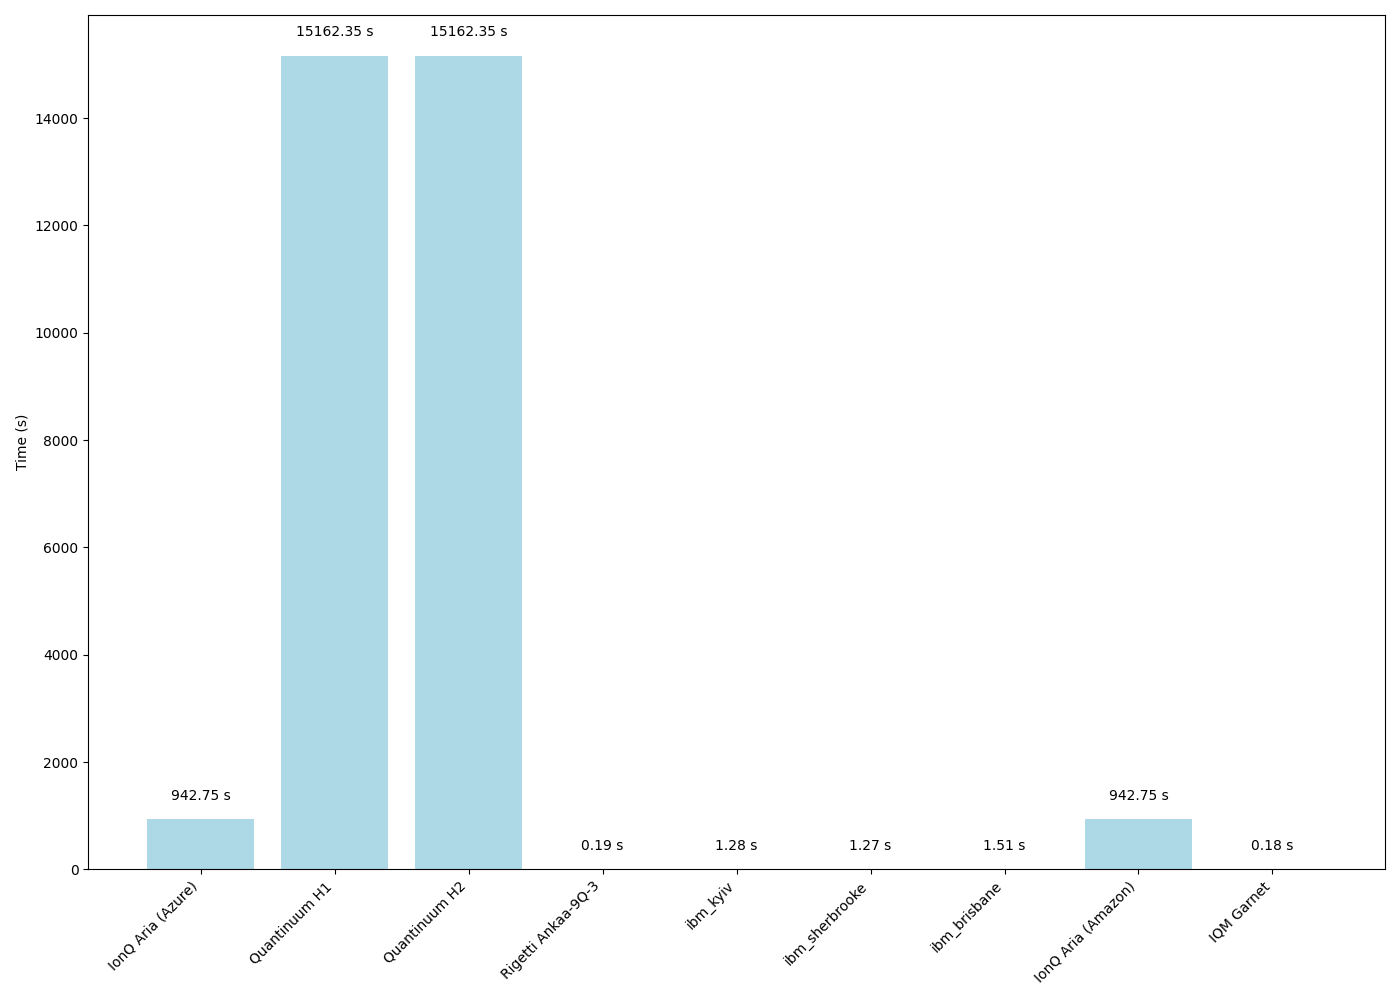 15162.35 s 15162.35 s
14000
12000
10000
8000
6000
4000
2000
0
Time (s)
942.75 s
0.19 s
1.28 s
1.27 s
1.51 s
942.75 s
0.18 s
IonQ Aria (Azure)
Quantinuum H1
Quantinuum H2
Rigetti Ankaa-9Q-3
ibm_kyiv
ibm_sherbrooke
ibm_brisbane
IonQ Aria (Amazon)
IQM Garnet